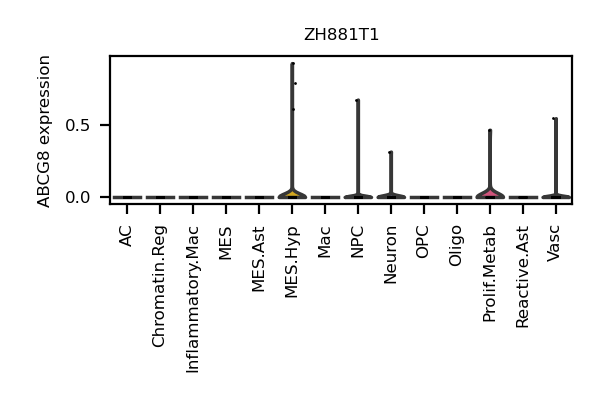 ZH881T1
ABCG8 expression
0.5
0.0
AC
Chromatin.Reg
Inflammatory.Mac
MES
MES.Ast
MES.Hyp
Mac
NPC
Neuron
OPC
Oligo
Prolif.Metab
Reactive.Ast
Vasc